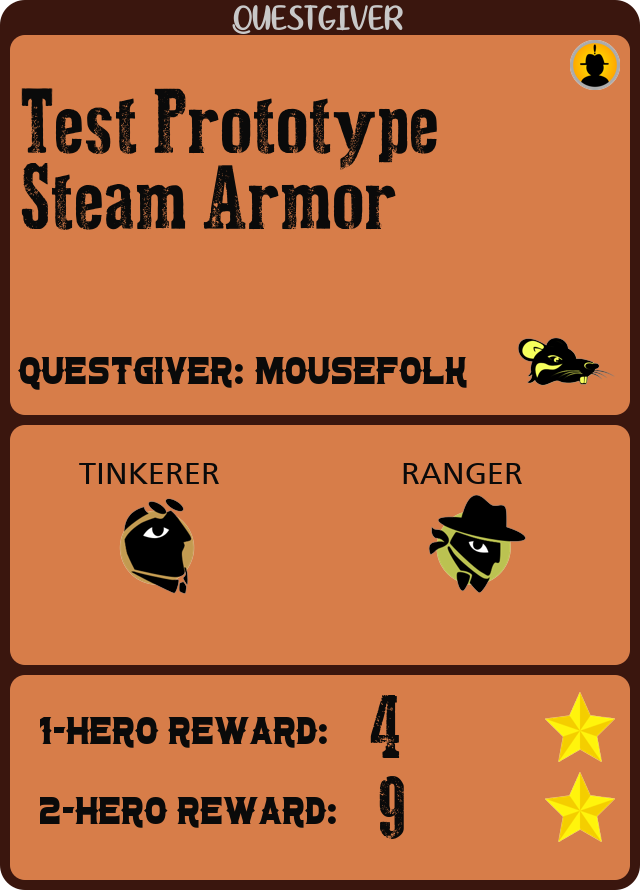 QUESTGIVER
Test Prototype
Steam Armor
QUESTGIVER: MOUSEFOLK
TINKERER
RANGER
1-HERO REWARD: 4
2-HERO REWARD: 9